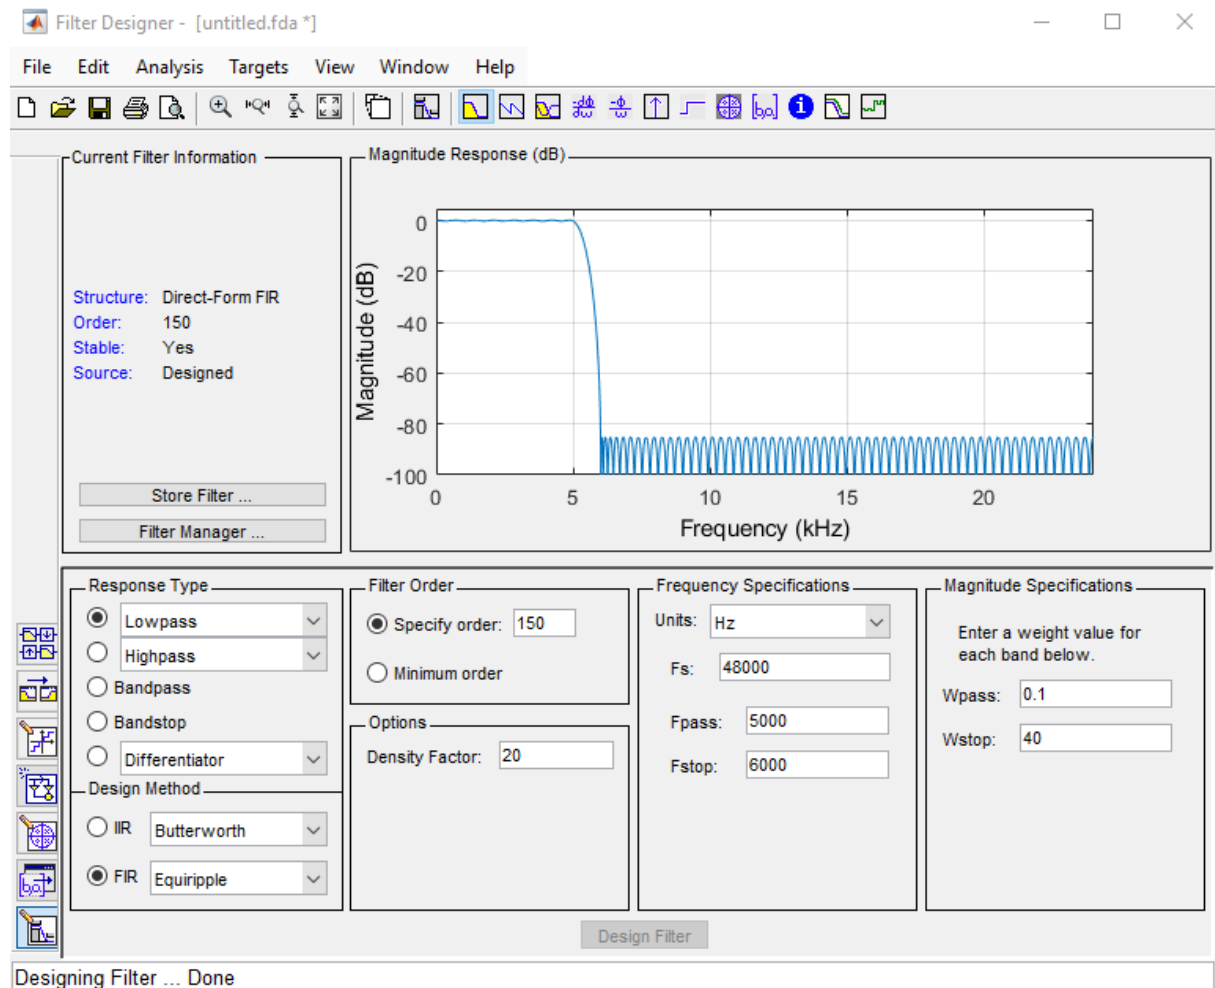 Filter Designer - [untitled.fda *]
File Edit Analysis Targets View Window Help
Current Filter Information
Structure: Direct-Form FIR
Order: 150
Stable: Yes
Source: Designed
Store Filter ...
Filter Manager ...
Magnitude Response (dB)
Magnitude (dB)
0
-20
-40
-60
-80
-100
0 5 10 15 20
Frequency (kHz)
Response Type
Lowpass
Highpass
Bandpass
Bandstop
Differentiator
Design Method
IIR Butterworth
FIR Equiripple
Filter Order
Specify order: 150
Minimum order
Options
Density Factor: 20
Frequency Specifications
Units: Hz
Fs: 48000
Fpass: 5000
Fstop: 6000
Magnitude Specifications
Enter a weight value for
each band below.
Wpass: 0.1
Wstop: 40
Design Filter
Designing Filter ... Done